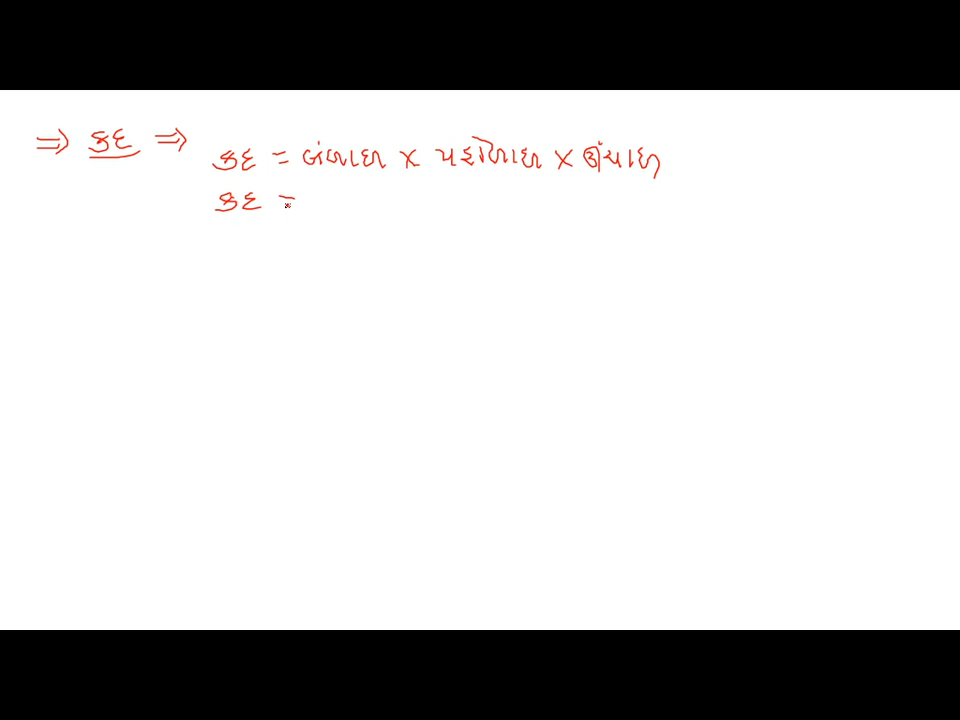 ⇒ કદ ⇒ કદ = લંબાઇ × પહોળાઇ × ઊંચાઇ
કદ =